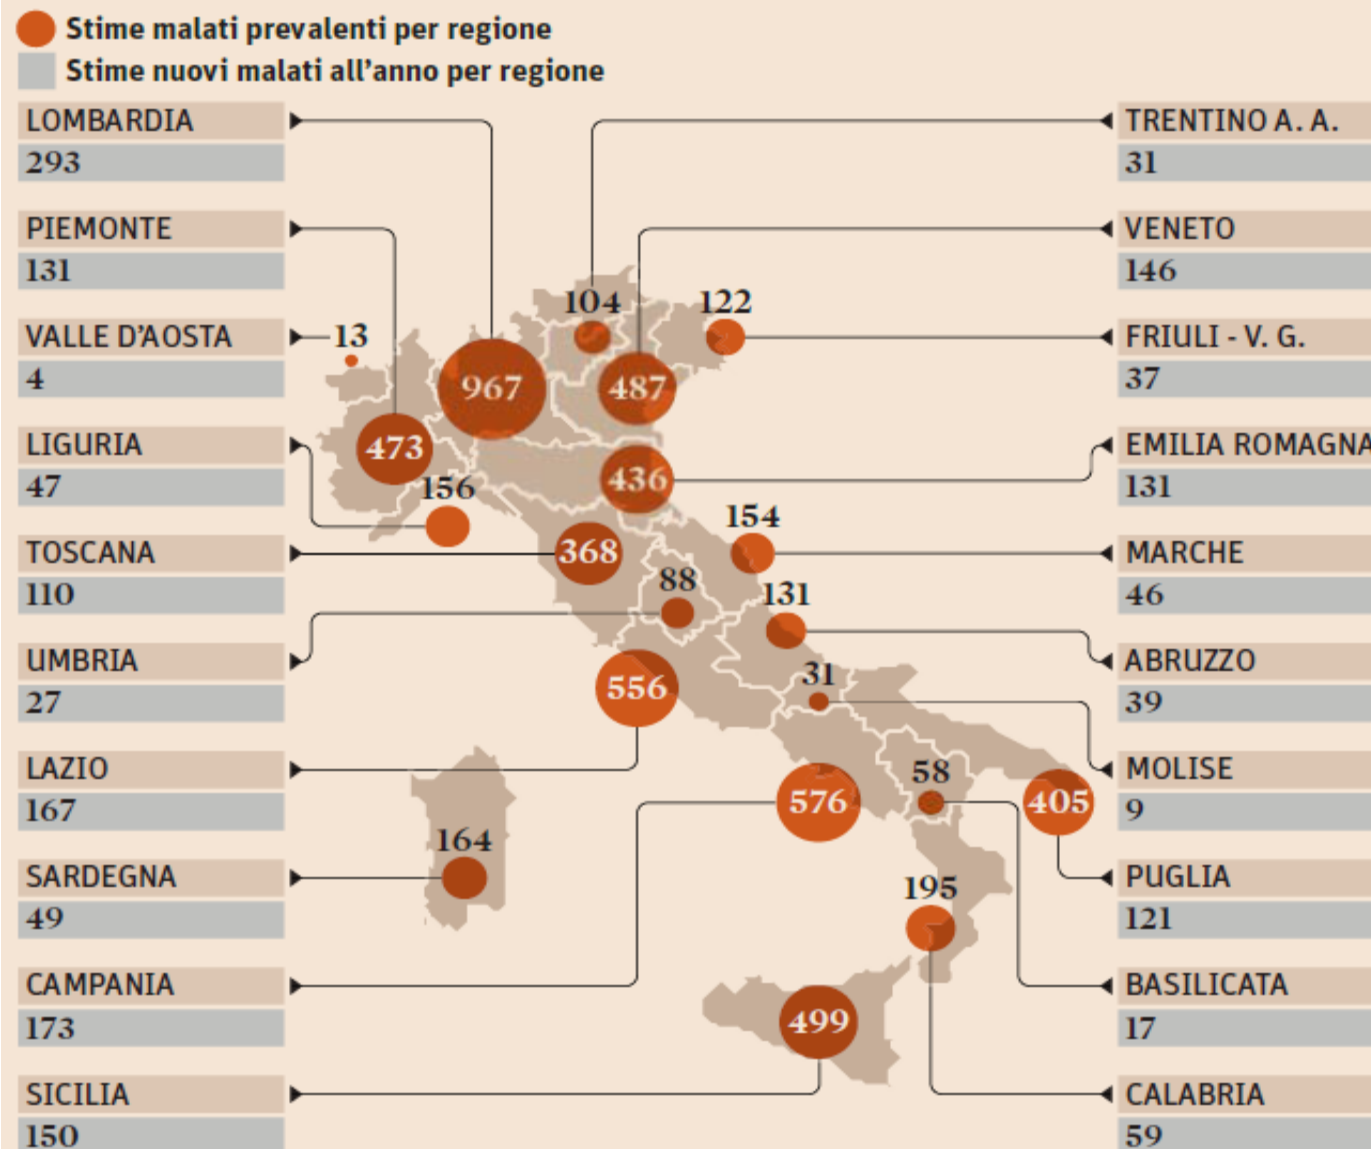 Stime malati prevalenti per regione
Stime nuovi malati all'anno per regione
LOMBARDIA
293
PIEMONTE
131
VALLE D'AOSTA
4
LIGURIA
47
TOSCANA
110
UMBRIA
27
LAZIO
167
SARDEGNA
49
CAMPANIA
173
SICILIA
150
104
122
13
967
487
473
436
156
154
368
88
131
556
31
58
576
405
164
195
499
TRENTINO A. A.
31
VENETO
146
FRIULI - V. G.
37
EMILIA ROMAGNA
131
MARCHE
46
ABRUZZO
39
MOLISE
9
PUGLIA
121
BASILICATA
17
CALABRIA
59